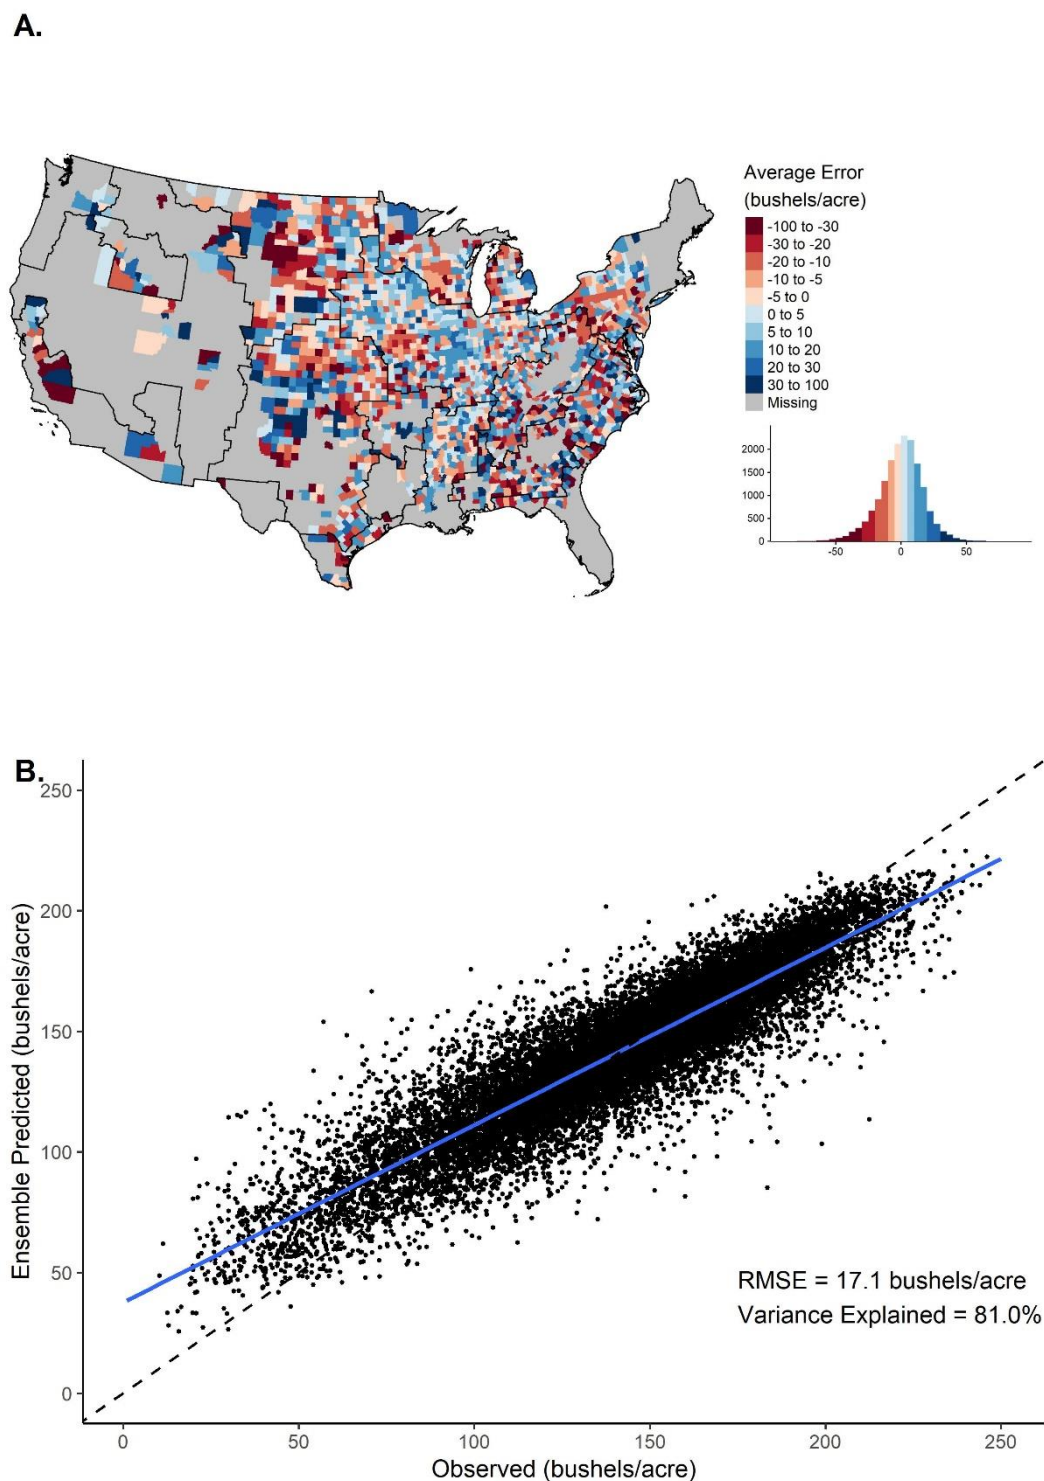 A.
Average Error
(bushels/acre)
-100 to -30
-30 to -20
-20 to -10
-10 to -5
-5 to 0
0 to 5
5 to 10
10 to 20
20 to 30
30 to 100
Missing
2000
1500
1000
500
0
-50 0 50
B.
250
200
150
100
50
0
Ensemble Predicted (bushels/acre)
RMSE = 17.1 bushels/acre
Variance Explained = 81.0%
0 50 100 150 200 250
Observed (bushels/acre)